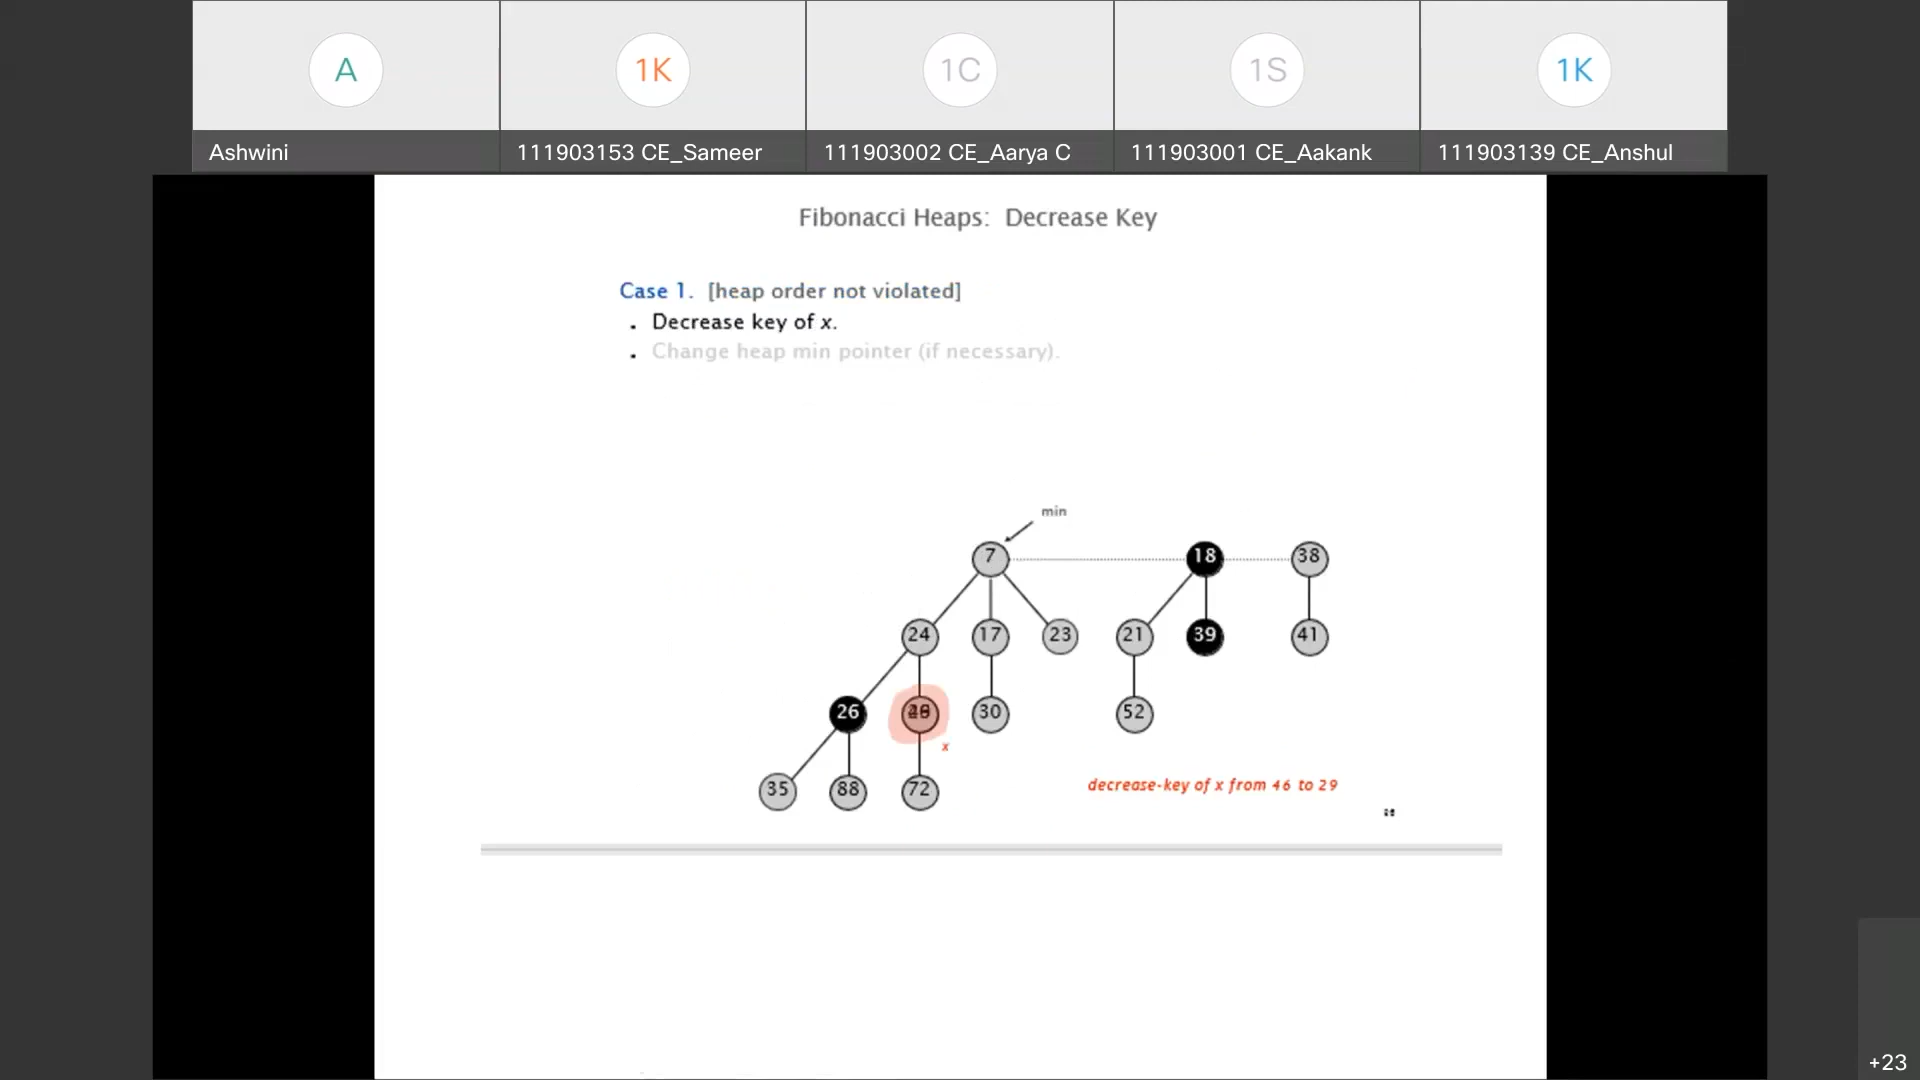 A
1K
1C
1S
1K
Ashwini
111903153 CE_Sameer
111903002 CE_Aarya C
111903001 CE_Aakank
111903139 CE_Anshul
Fibonacci Heaps: Decrease Key
Case 1. [heap order not violated]
. Decrease key of x.
. Change heap min pointer (if necessary).
min
7
18
38
24
17
23
21
39
41
26
30
52
x
35
88
72
decrease-key of x from 46 to 29
+23